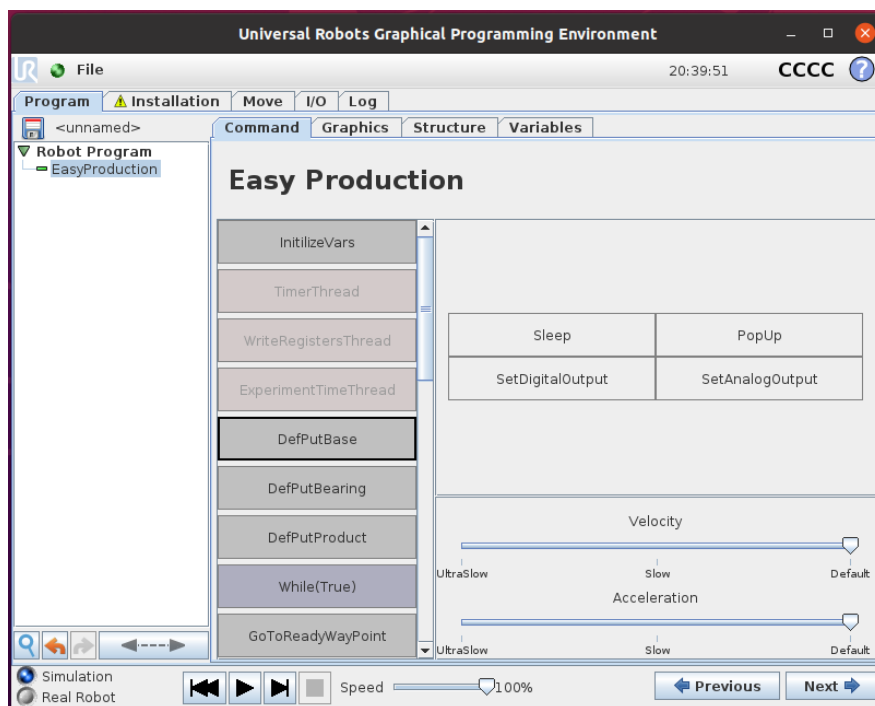 Universal Robots Graphical Programming Environment
File
20:39:51
CCCC
?
Program
Installation
Move
I/O
Log
<unnamed>
Command
Graphics
Structure
Variables
Robot Program
EasyProduction
Easy Production
InitilizeVars
TimerThread
WriteRegistersThread
ExperimentTimeThread
DefPutBase
DefPutBearing
DefPutProduct
While(True)
GoToReadyWayPoint
Sleep
PopUp
SetDigitalOutput
SetAnalogOutput
Velocity
UltraSlow
Slow
Default
Acceleration
UltraSlow
Slow
Default
Simulation
Real Robot
Speed
100%
Previous
Next